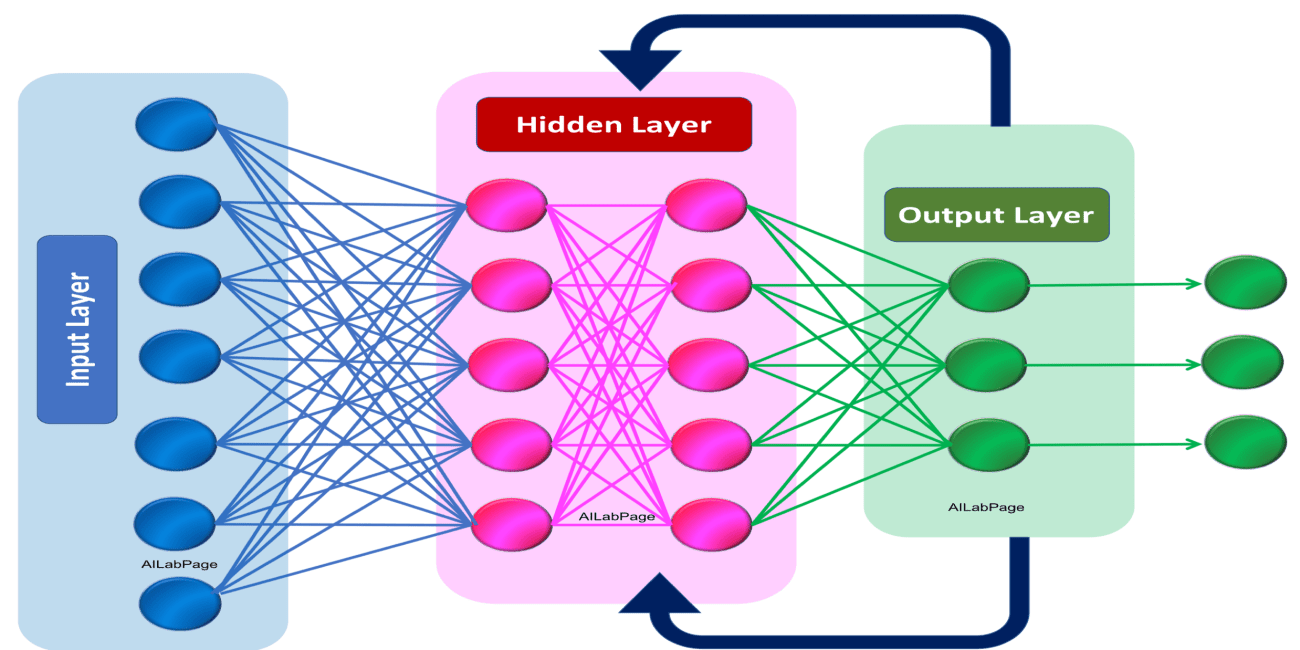 Input Layer
AILabPage
Hidden Layer
AILabPage
Output Layer
AILabPage